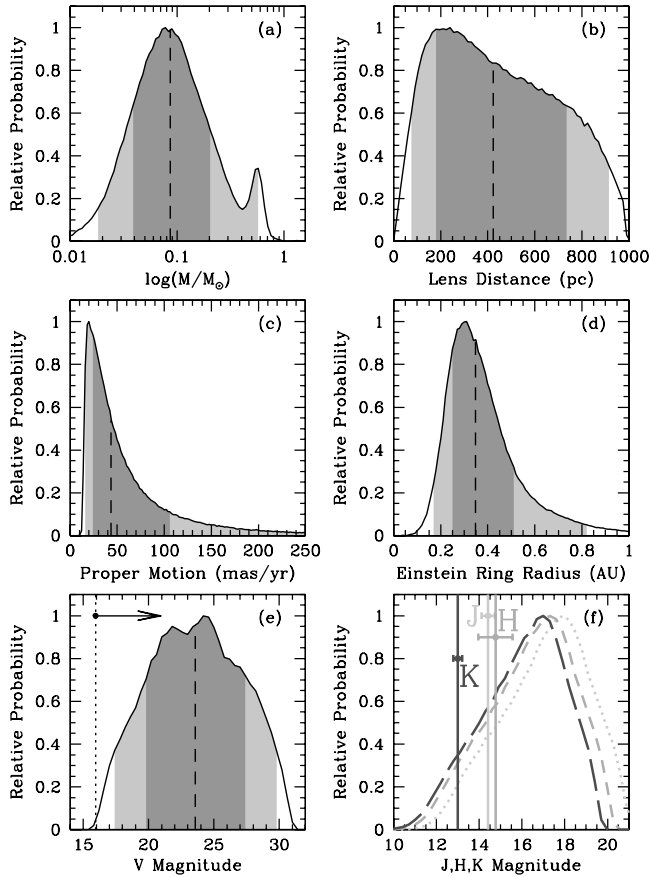 (a)
Relative Probability
1
0.8
0.6
0.4
0.2
0
0.01 0.1 1
log(M/M☉)
(b)
Relative Probability
1
0.8
0.6
0.4
0.2
0
0 200 400 600 800 1000
Lens Distance (pc)
(c)
Relative Probability
1
0.8
0.6
0.4
0.2
0
0 50 100 150 200 250
Proper Motion (mas/yr)
(d)
Relative Probability
1
0.8
0.6
0.4
0.2
0
0 0.2 0.4 0.6 0.8 1
Einstein Ring Radius (AU)
(e)
Relative Probability
1
0.8
0.6
0.4
0.2
0
15 20 25 30
V Magnitude
(f)
J
H
K
Relative Probability
1
0.8
0.6
0.4
0.2
0
10 12 14 16 18 20
J,H,K Magnitude